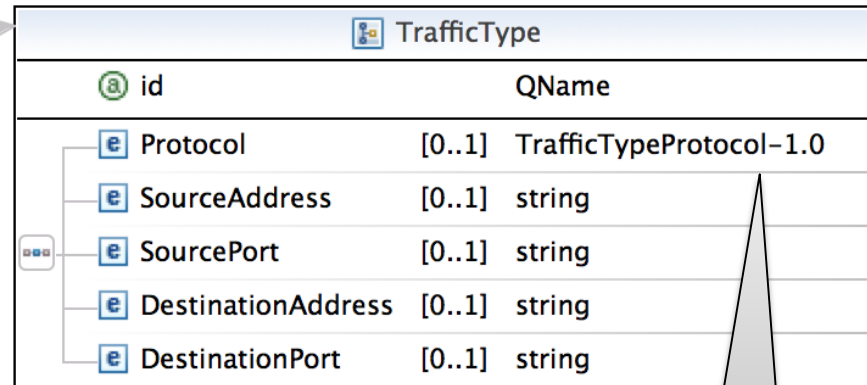 TrafficType
a id QName
e Protocol [0..1] TrafficTypeProtocol-1.0
e SourceAddress [0..1] string
e SourcePort [0..1] string
e DestinationAddress [0..1] string
e DestinationPort [0..1] string